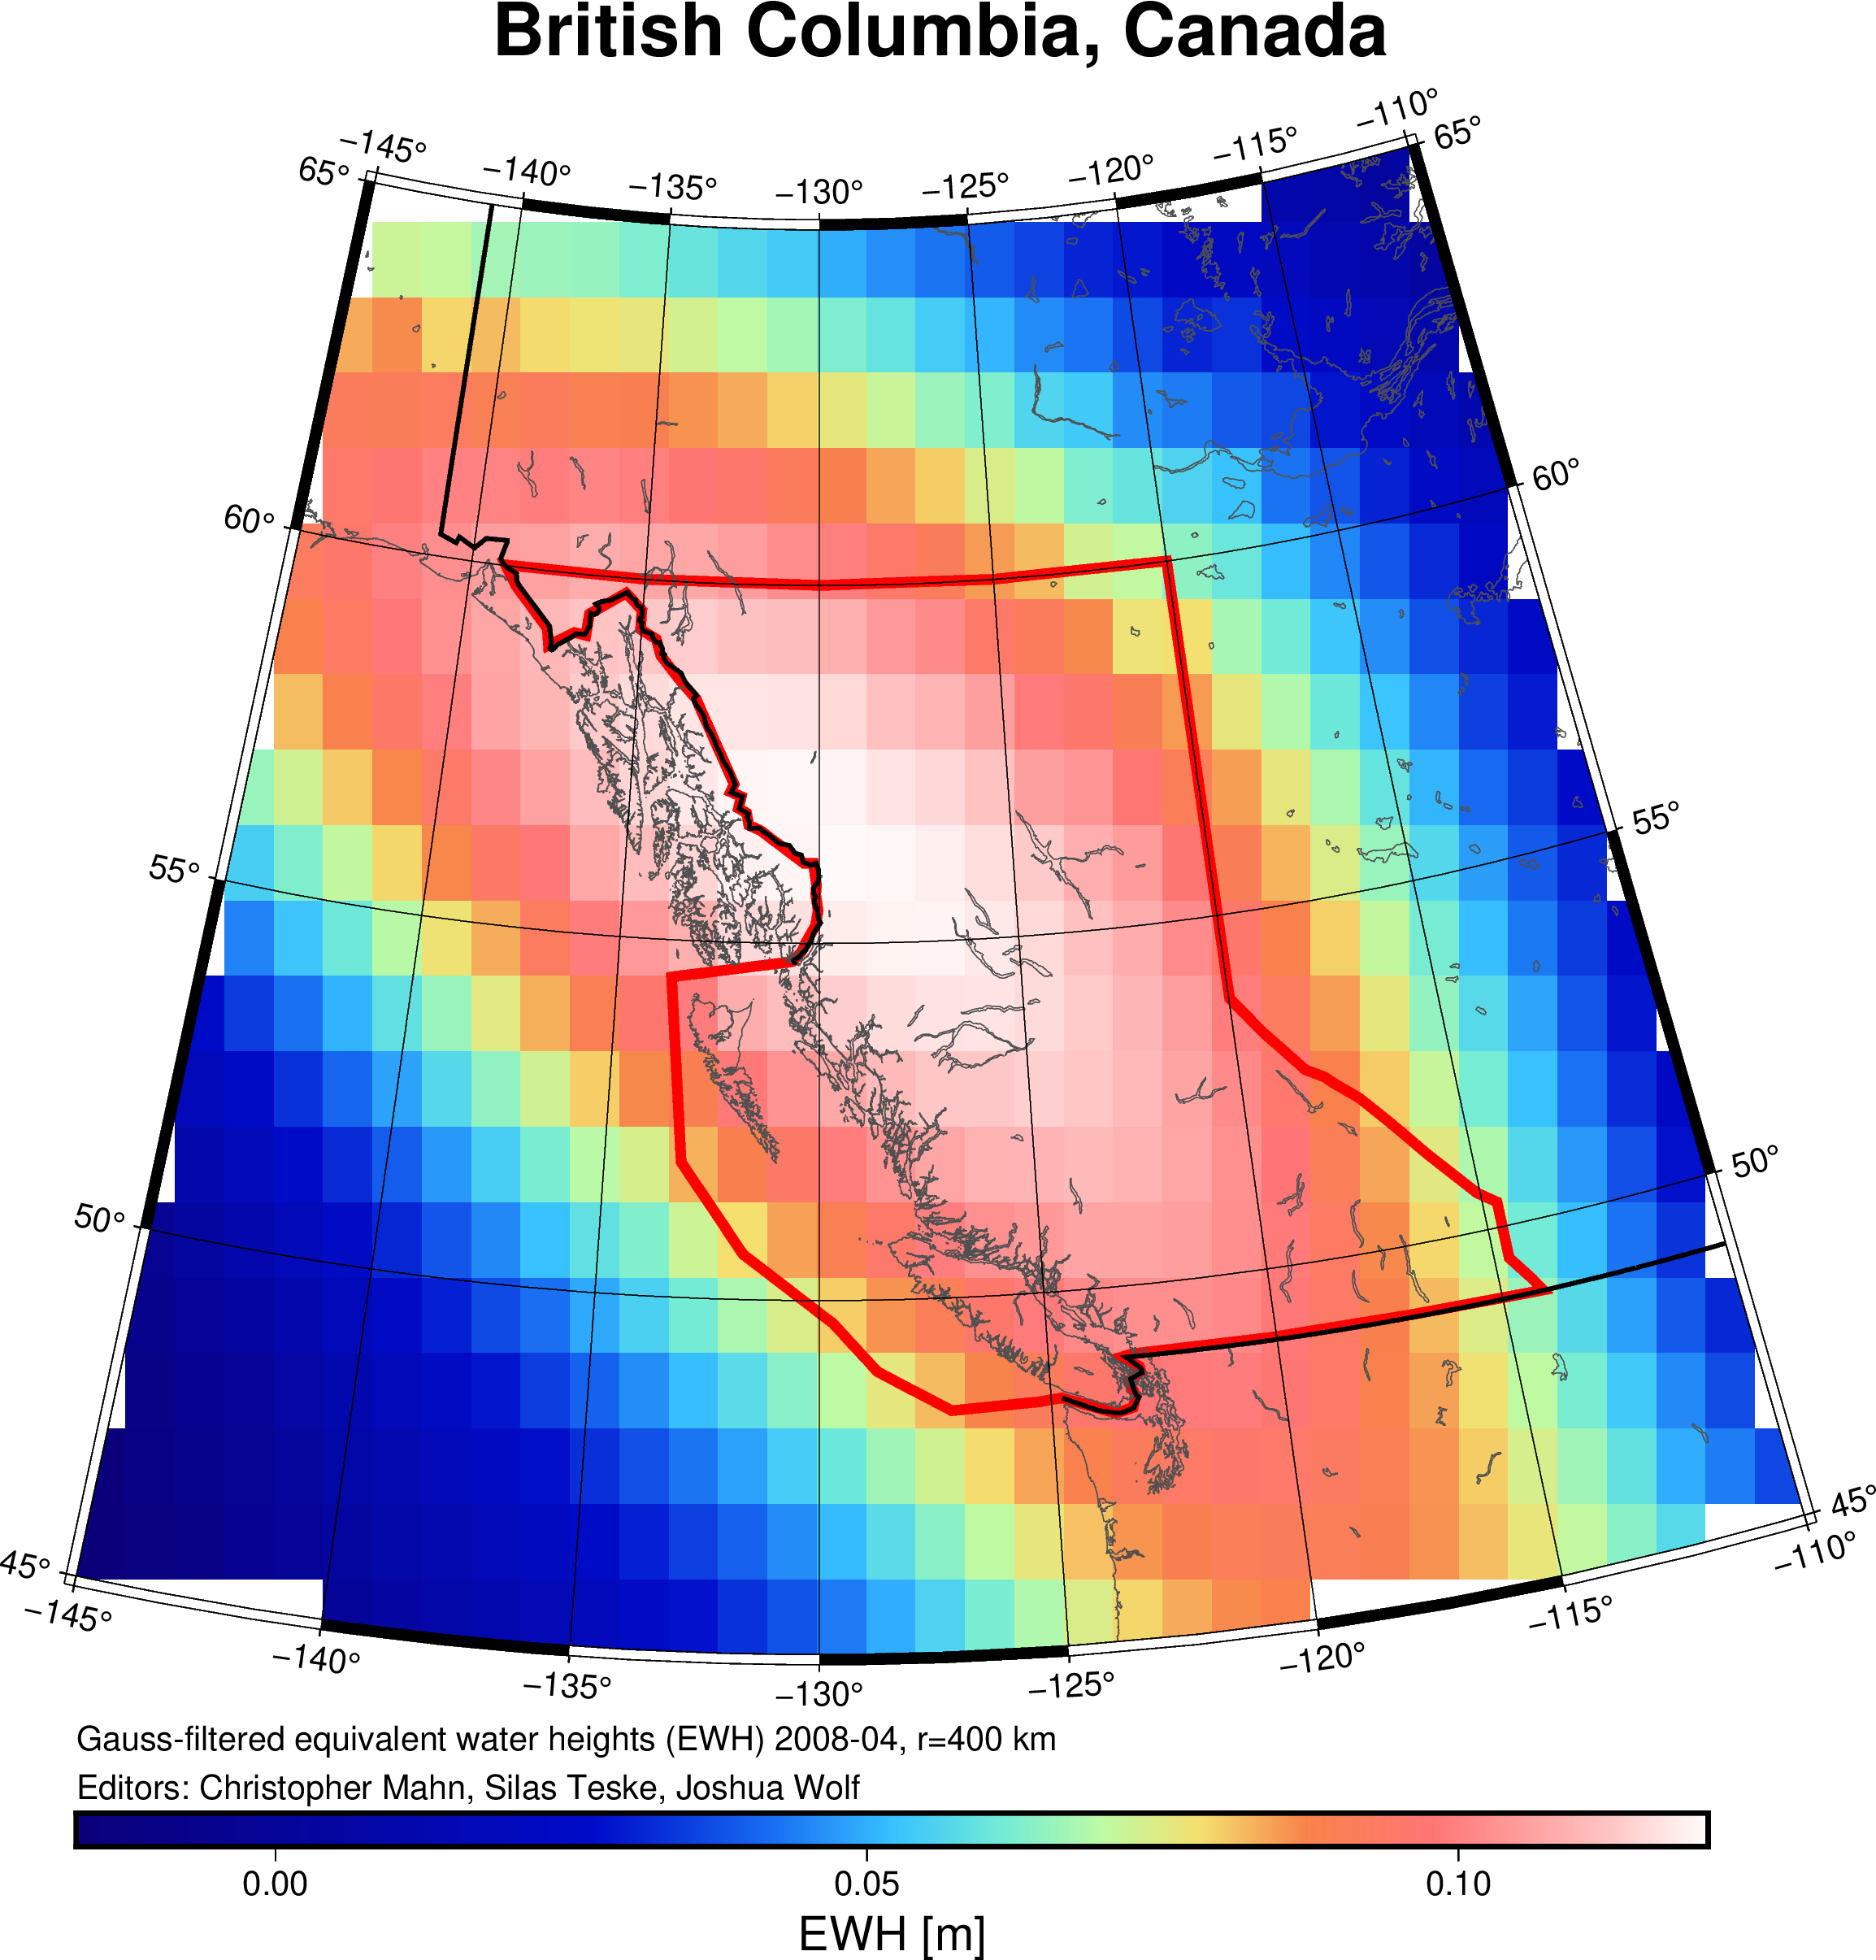 British Columbia, Canada
−145° −140° −135° −130° −125° −120° −115° −110°
65° 65°
60° 60°
55° 55°
50° 50°
45° 45°
−145° −140° −135° −130° −125° −120° −115° −110°
Gauss-filtered equivalent water heights (EWH) 2008-04, r=400 km
Editors: Christopher Mahn, Silas Teske, Joshua Wolf
0.00 0.05 0.10
EWH [m]